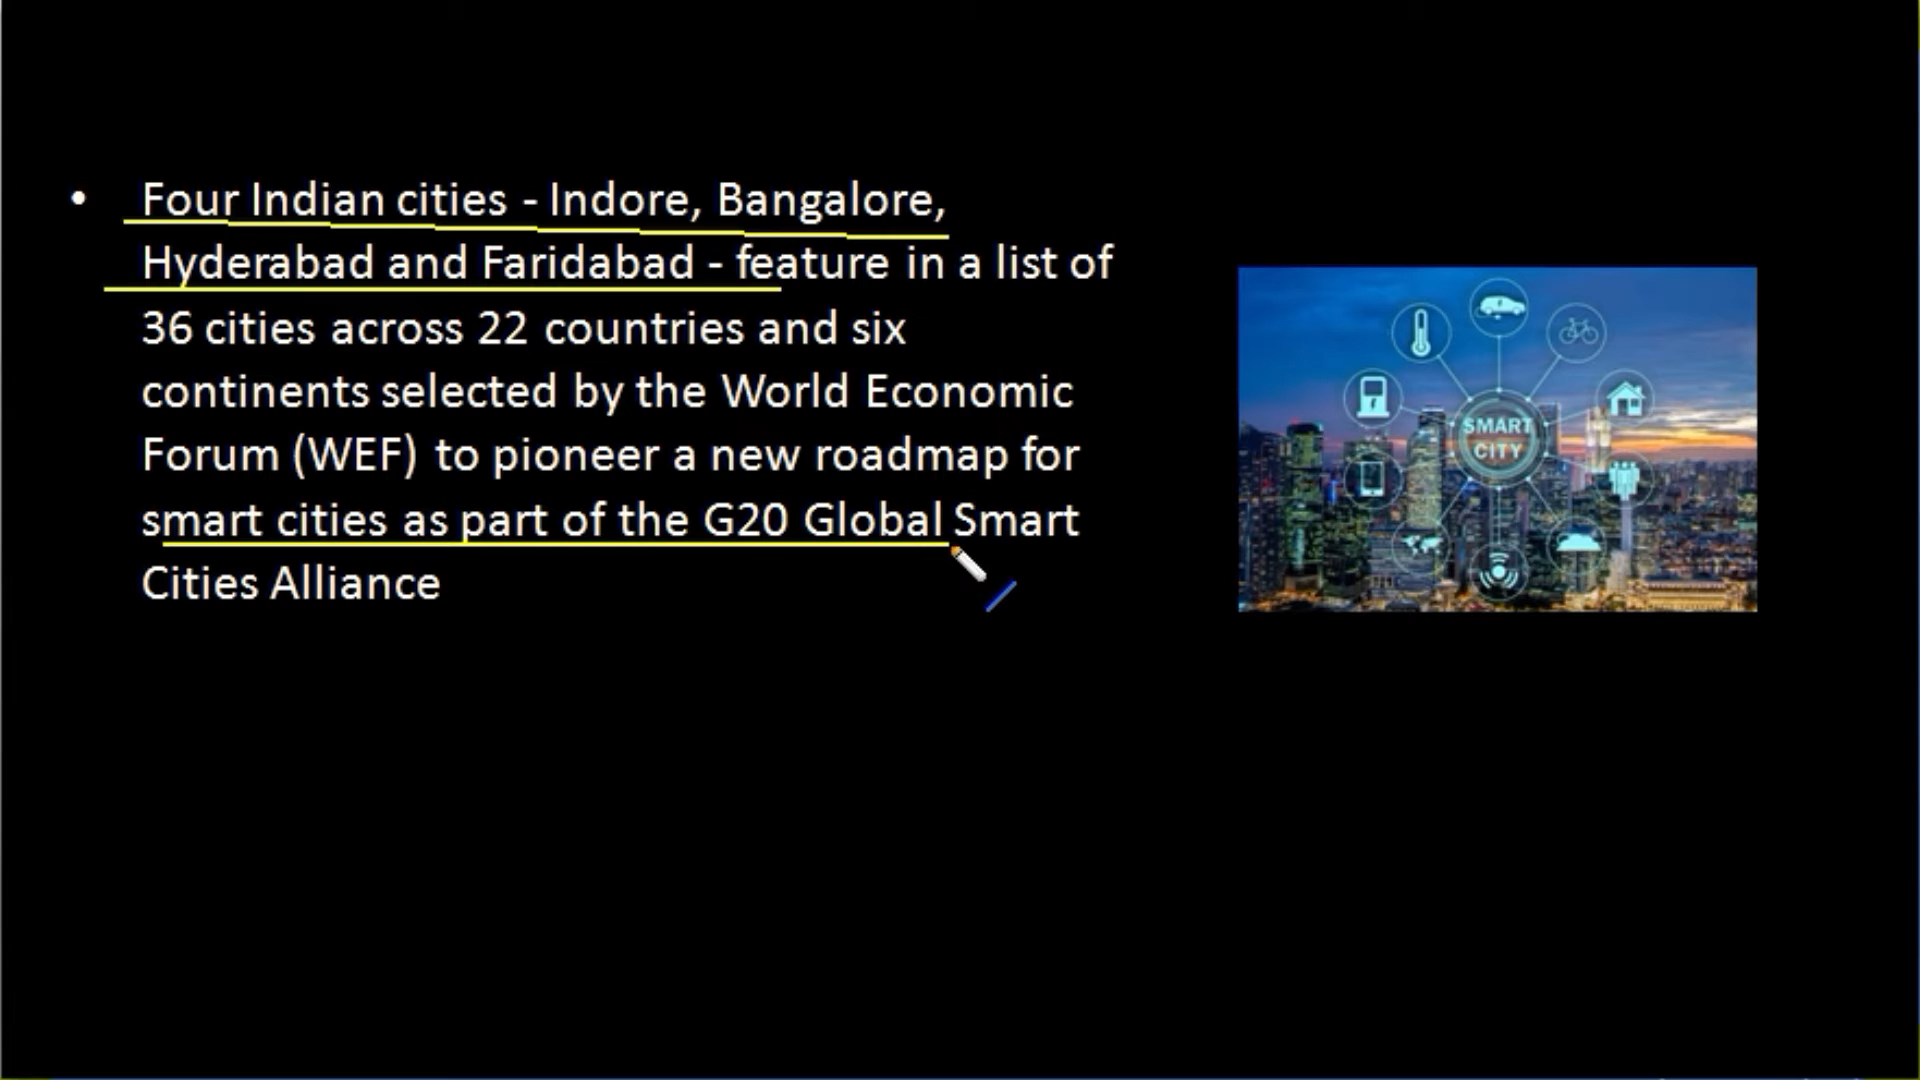 • Four Indian cities - Indore, Bangalore,
Hyderabad and Faridabad - feature in a list of
36 cities across 22 countries and six
continents selected by the World Economic
Forum (WEF) to pioneer a new roadmap for
smart cities as part of the G20 Global Smart
Cities Alliance
SMART
CITY